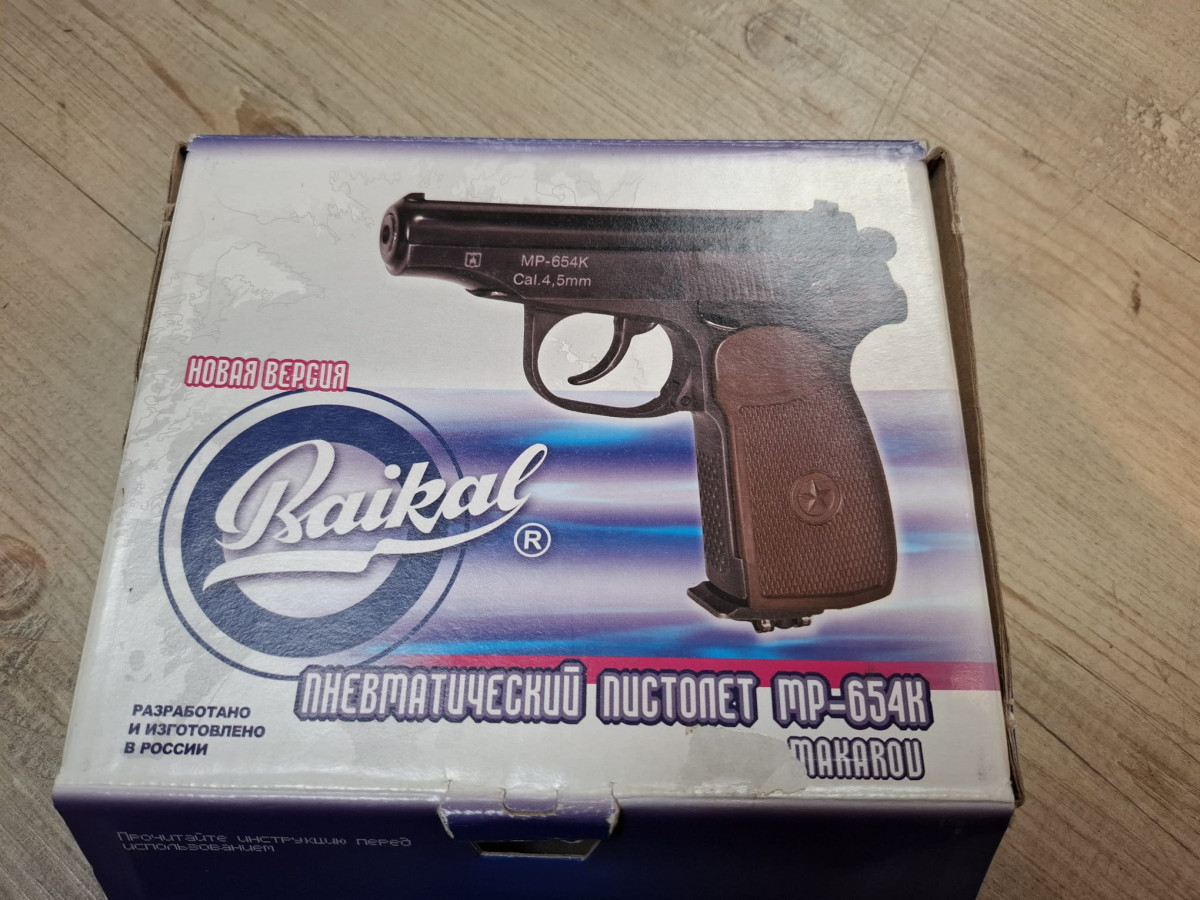 MP-654K
Cal.4,5mm
НОВАЯ ВЕРСИЯ
Baikal
®
ПНЕВМАТИЧЕСКИЙ ПИСТОЛЕТ MP-654K
MAKAROV
РАЗРАБОТАНО
И ИЗГОТОВЛЕНО
В РОССИИ
Прочитайте инструкцию перед
использованием